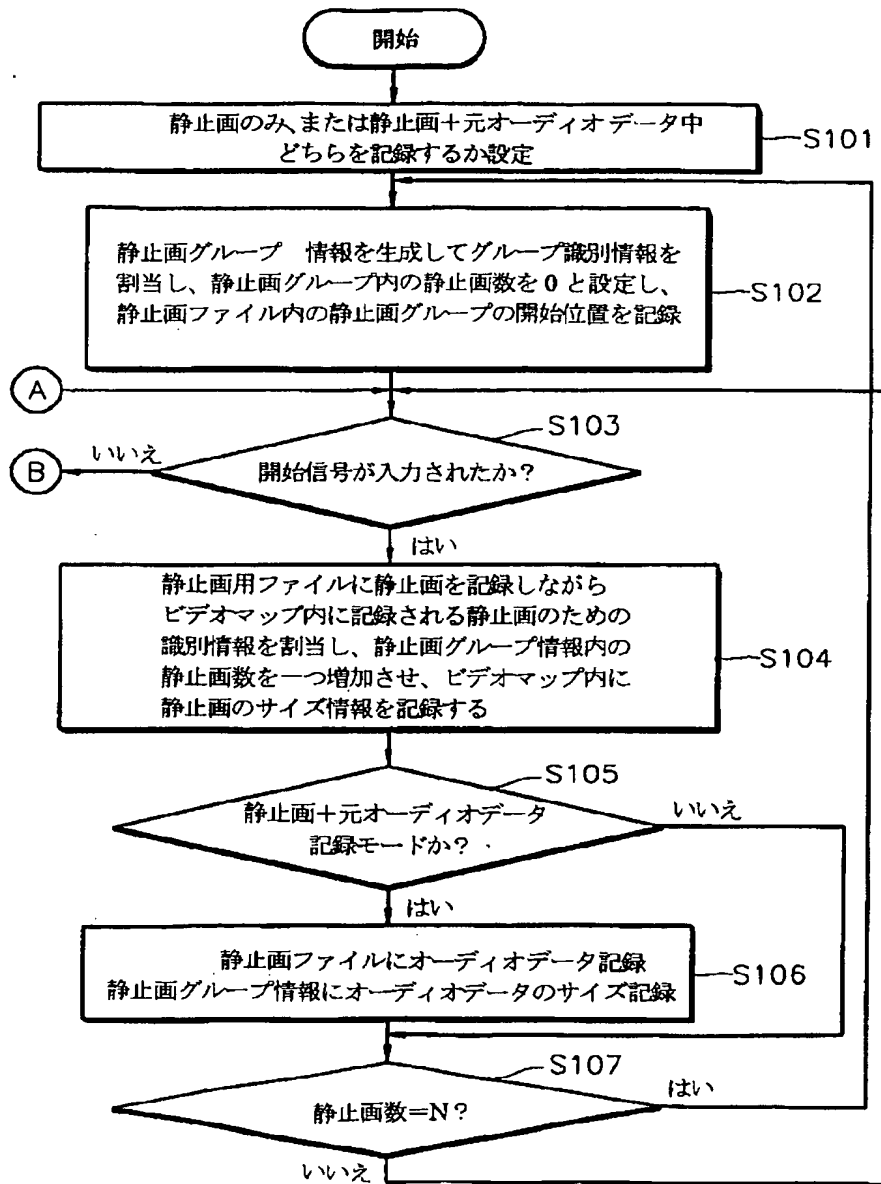 開始
静止画のみ、または静止画+元オーディオデータ中
どちらを記録するか設定
S101
静止画グループ 情報を生成してグループ識別情報を
割当し、静止画グループ内の静止画数を0と設定し、
静止画ファイル内の静止画グループの開始位置を記録
S102
A
S103
B
いいえ
開始信号が入力されたか?
はい
静止画用ファイルに静止画を記録しながら
ビデオマップ内に記録される静止画のための
識別情報を割当し、静止画グループ情報内の
静止画数を一つ増加させ、ビデオマップ内に
静止画のサイズ情報を記録する
S104
S105
静止画+元オーディオデータ
記録モードか?
いいえ
はい
静止画ファイルにオーディオデータ記録
静止画グループ情報にオーディオデータのサイズ記録
S106
S107
静止画数=N?
はい
いいえ